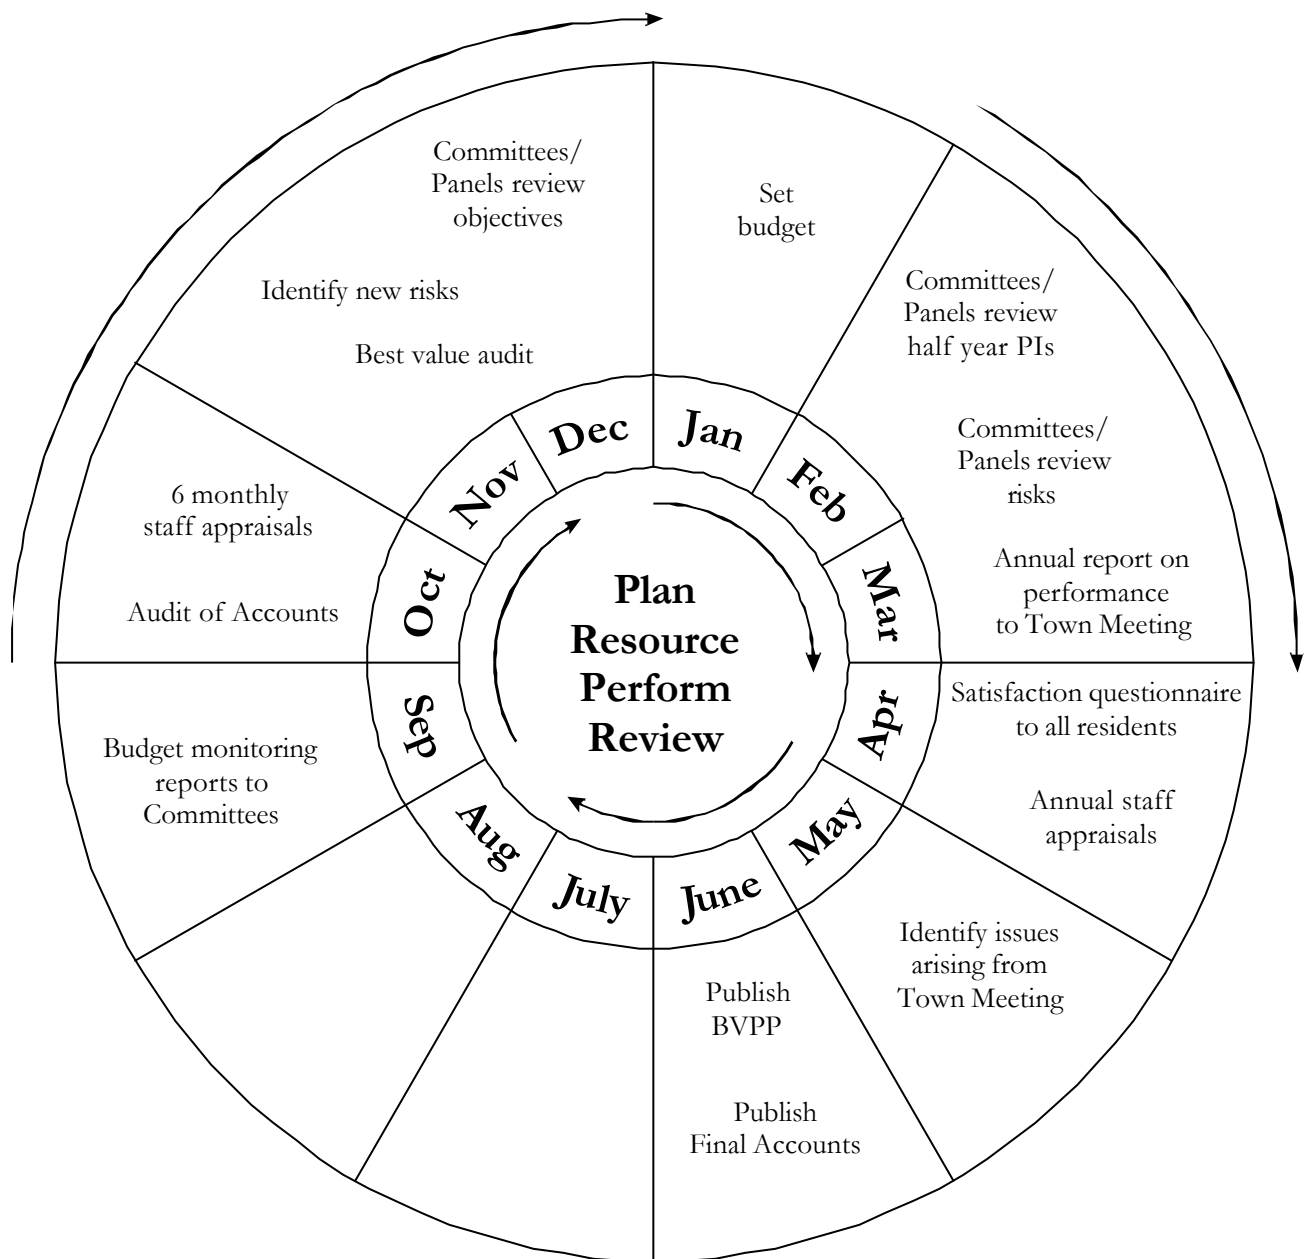 Committees/
Panels review
objectives
Identify new risks
Best value audit
Set
budget
Committees/
Panels review
half year PIs
Committees/
Panels review
risks
Annual report on
performance
to Town Meeting
Satisfaction questionnaire
to all residents
Annual staff
appraisals
Identify issues
arising from
Town Meeting
Publish
BVPP
Publish
Final Accounts
Budget monitoring
reports to
Committees
6 monthly
staff appraisals
Audit of Accounts
Jan
Feb
Mar
Apr
May
June
July
Aug
Sep
Oct
Nov
Dec
Plan
Resource
Perform
Review